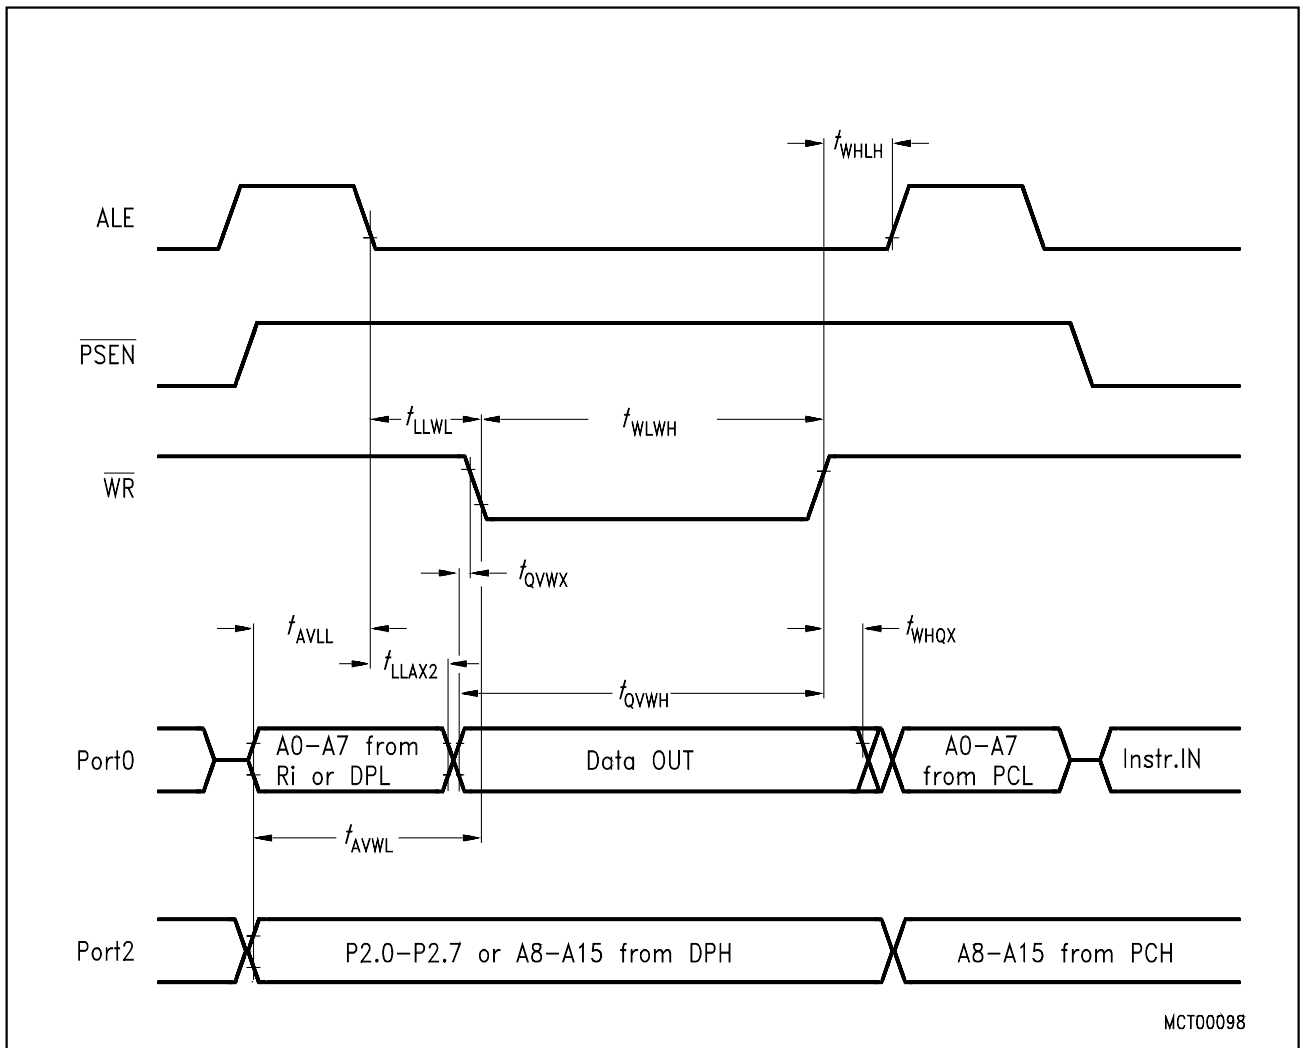 tWHLH
ALE
PSEN
tLLWL
tWLWH
WR
tQVWX
tAVLL
tWHQX
tLLAX2
tQVWH
Port0
A0-A7 from
Ri or DPL
Data OUT
A0-A7
from PCL
Instr.IN
tAVWL
Port2
P2.0-P2.7 or A8-A15 from DPH
A8-A15 from PCH
MCT00098